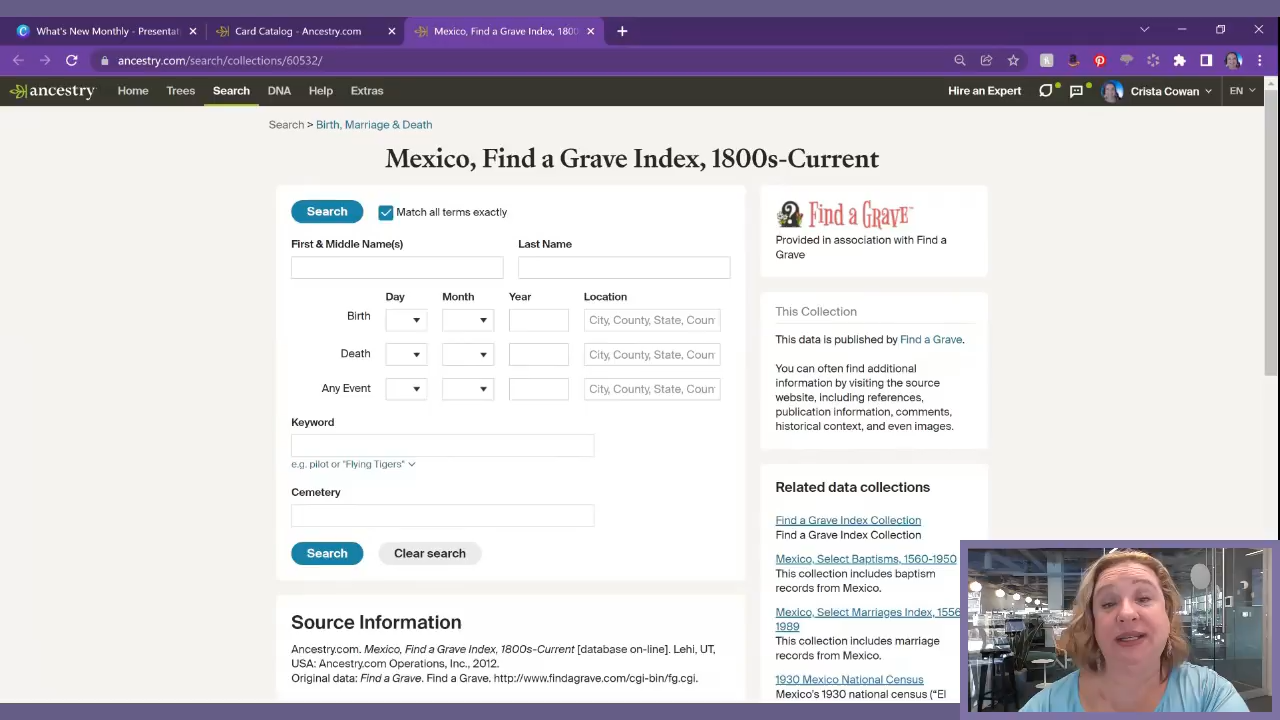 What's New Monthly - Presentat
Card Catalog - Ancestry.com
Mexico, Find a Grave Index, 1800s
ancestry.com/search/collections/60532/
ancestry
Home
Trees
Search
DNA
Help
Extras
Hire an Expert
Crista Cowan
EN
Search > Birth, Marriage & Death
Mexico, Find a Grave Index, 1800s-Current
Search
Match all terms exactly
First & Middle Name(s)
Last Name
Day
Month
Year
Location
Birth
City, County, State, Coun
Death
City, County, State, Coun
Any Event
City, County, State, Coun
Keyword
e.g. pilot or "Flying Tigers"
Cemetery
Search
Clear search
Source Information
Ancestry.com. Mexico, Find a Grave Index, 1800s-Current [database on-line]. Lehi, UT,
USA: Ancestry.com Operations, Inc., 2012.
Original data: Find a Grave. Find a Grave. http://www.findagrave.com/cgi-bin/fg.cgi.
Find a Grave™
Provided in association with Find a
Grave
This Collection
This data is published by Find a Grave.
You can often find additional
information by visiting the source
website, including references,
publication information, comments,
historical context, and even images.
Related data collections
Find a Grave Index Collection
Find a Grave Index Collection
Mexico, Select Baptisms, 1560-1950
This collection includes baptism
records from Mexico.
Mexico, Select Marriages Index, 1556
1989
This collection includes marriage
records from Mexico.
1930 Mexico National Census
Mexico's 1930 national census ("El